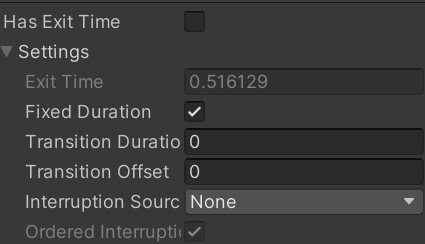 Has Exit Time
Settings
Exit Time 0.516129
Fixed Duration
Transition Duratio 0
Transition Offset 0
Interruption Sourc None
Ordered Interruptio